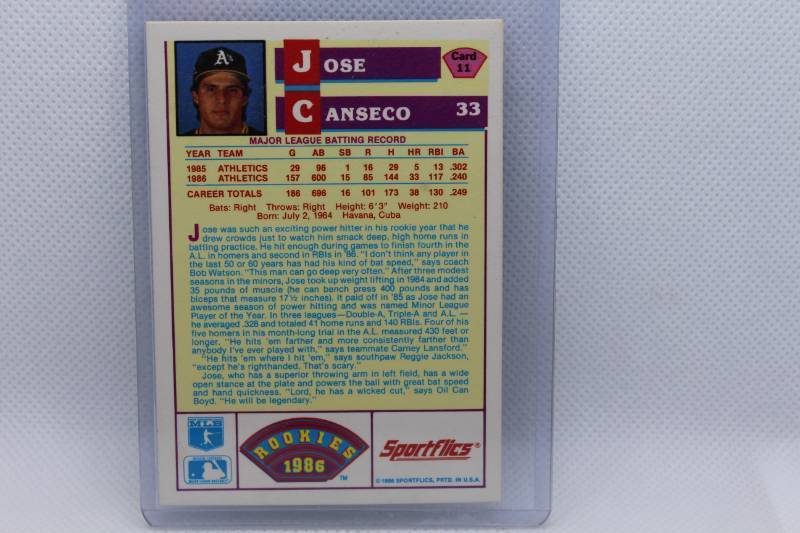 A's
JOSE
Card
11
CANSECO 33
MAJOR LEAGUE BATTING RECORD
YEAR TEAM G AB SB R H HR RBI BA
1985 ATHLETICS 29 96 1 16 29 5 13 .302
1986 ATHLETICS 157 600 15 85 144 33 117 .240
CAREER TOTALS 186 696 16 101 173 38 130 .249
Bats: Right Throws: Right Height: 6'3" Weight: 210
Born: July 2, 1964 Havana, Cuba
Jose was such an exciting power hitter in his rookie year that he
drew crowds just to watch him smack deep, high home runs in
batting practice. He hit enough during games to finish fourth in the
A.L. in homers and second in RBIs in '86. "I don't think any player in
the last 50 or 60 years has had his kind of bat speed," says coach
Bob Watson. "This man can go deep very often." After three modest
seasons in the minors, Jose took up weight lifting in 1984 and added
35 pounds of muscle (he can bench press 400 pounds and has
biceps that measure 17½ inches). It paid off in '85 as Jose had an
awesome season of power hitting and was named Minor League
Player of the Year. In three leagues—Double-A, Triple-A and A.L.—
he averaged .328 and totaled 41 home runs and 140 RBIs. Four of his
five homers in his month-long trial in the A.L. measured 430 feet or
longer. "He hits 'em farther and more consistently farther than
anybody I've ever played with," says teammate Carney Lansford.
"He hits 'em where I hit 'em," says southpaw Reggie Jackson,
"except he's righthanded. That's scary."
Jose, who has a superior throwing arm in left field, has a wide
open stance at the plate and powers the ball with great bat speed
and hand quickness. "Lord, he has a wicked cut," says Oil Can
Boyd. "He will be legendary."
MLB
ROOKIES
1986
TM
Sportflics®
© 1986 SPORTFLICS, PRTD. IN U.S.A.